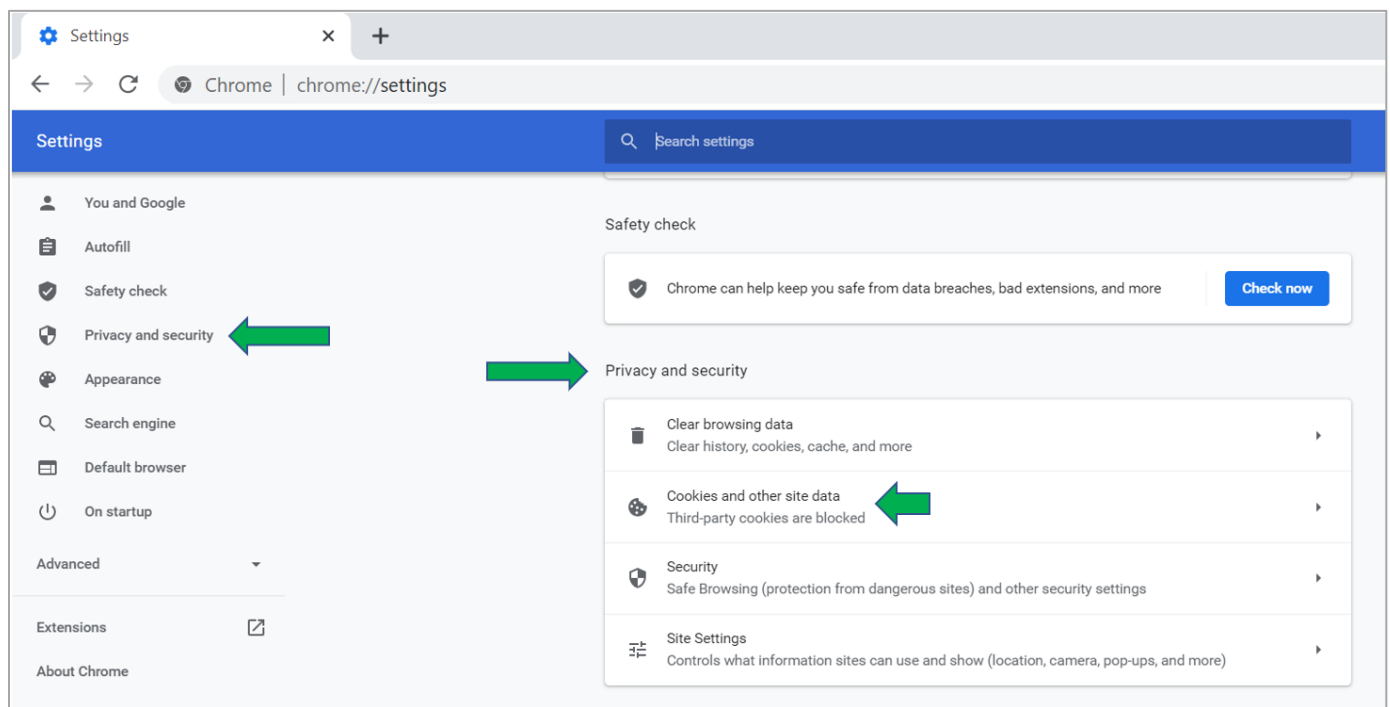 Settings
Chrome | chrome://settings
Settings
Search settings
You and Google
Autofill
Safety check
Privacy and security
Appearance
Search engine
Default browser
On startup
Advanced
Extensions
About Chrome
Safety check
Chrome can help keep you safe from data breaches, bad extensions, and more
Check now
Privacy and security
Clear browsing data
Clear history, cookies, cache, and more
Cookies and other site data
Third-party cookies are blocked
Security
Safe Browsing (protection from dangerous sites) and other security settings
Site Settings
Controls what information sites can use and show (location, camera, pop-ups, and more)